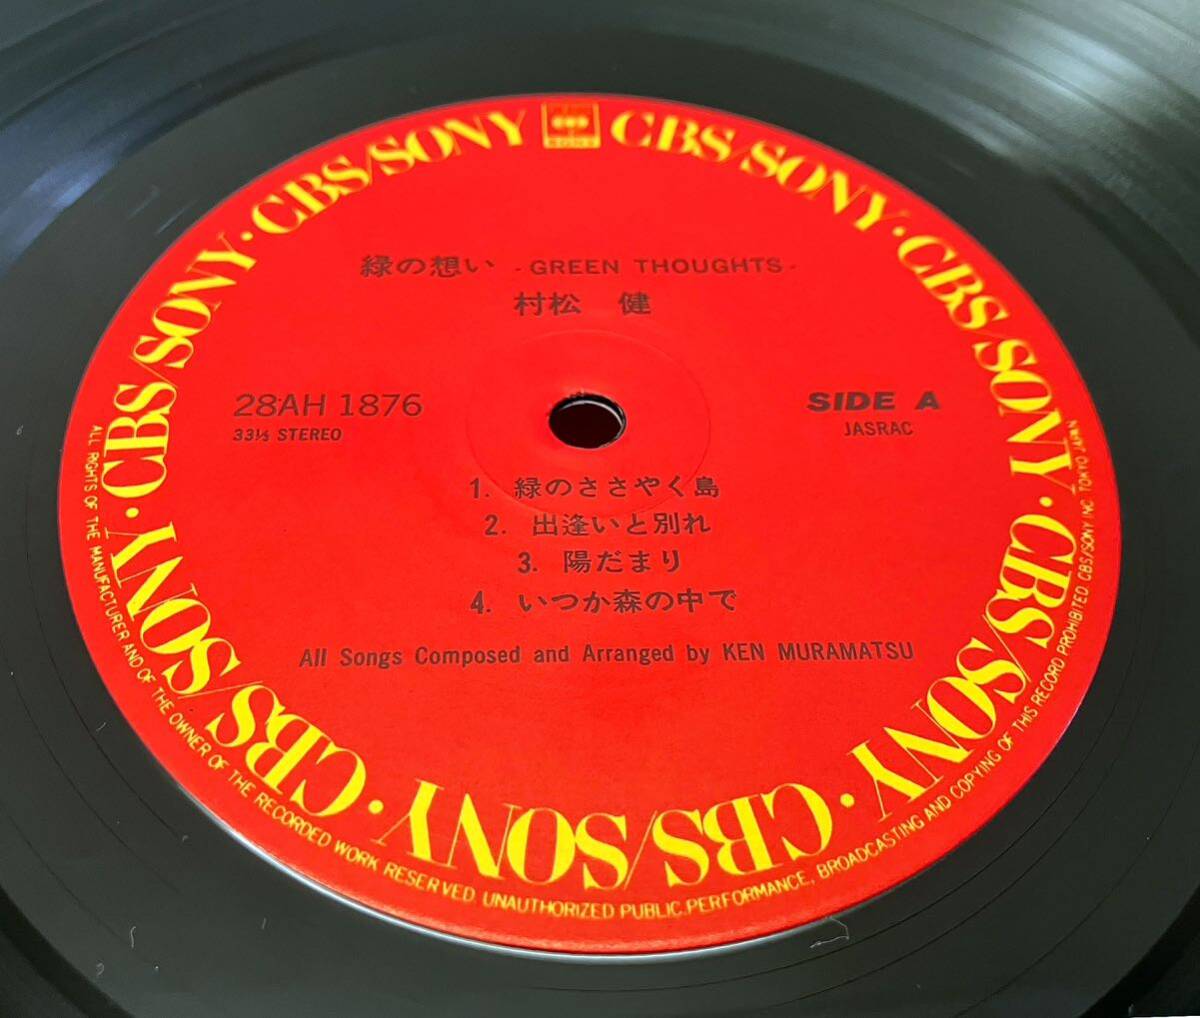 CBS/SONY · CBS/SONY · CBS/SONY · CBS/SONY · CBS/SONY · CBS/SONY · CBS/SONY · CBS/SONY
緑の想い - GREEN THOUGHTS -
村松 健
28AH 1876
33⅓ STEREO
SIDE A
JASRAC
1. 緑のささやく島
2. 出逢いと別れ
3. 陽だまり
4. いつか森の中で
All Songs Composed and Arranged by KEN MURAMATSU
ALL RIGHTS OF THE MANUFACTURER AND OF THE OWNER OF THE RECORDED WORK RESERVED. UNAUTHORIZED PUBLIC PERFORMANCE, BROADCASTING AND COPYING OF THIS RECORD PROHIBITED. CBS/SONY INC. TOKYO JAPAN